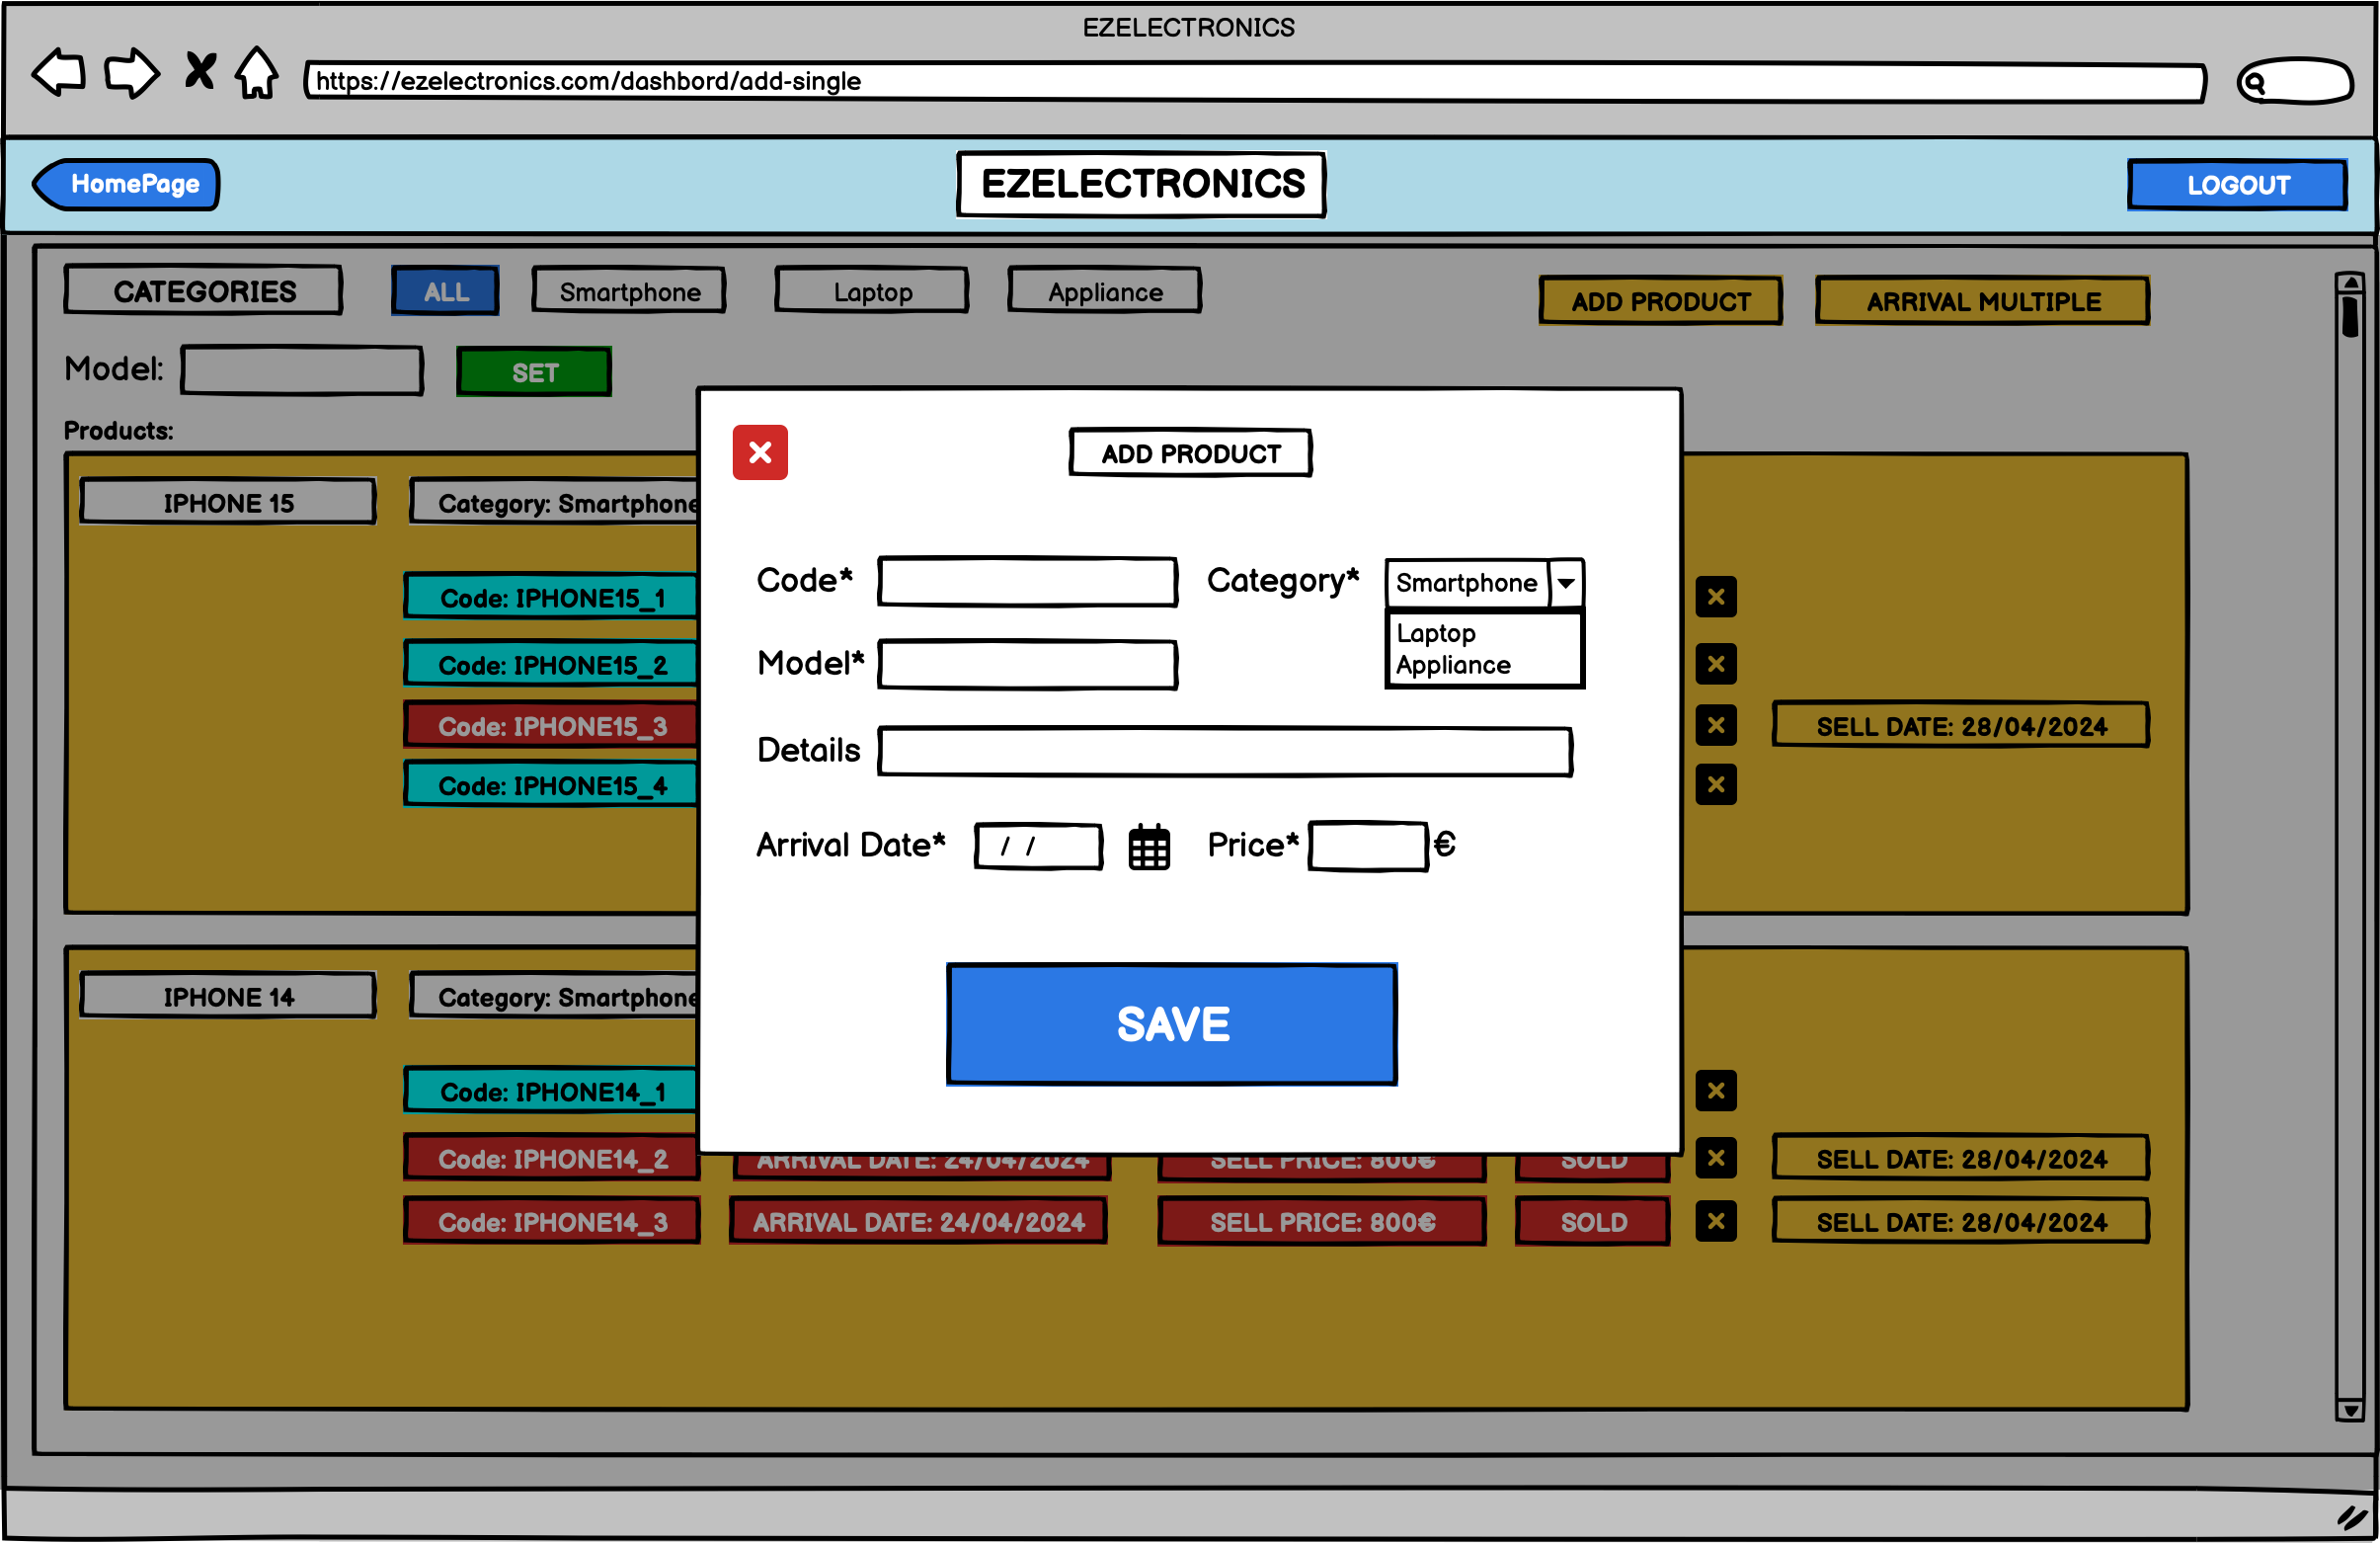 EZELECTRONICS
https://ezelectronics.com/dashbord/add-single
HomePage
EZELECTRONICS
LOGOUT
CATEGORIES
ALL
Smartphone
Laptop
Appliance
ADD PRODUCT
ARRIVAL MULTIPLE
Model:
SET
Products:
ADD PRODUCT
IPHONE 15
Category: Smartphone
Code*
Category*
Smartphone
Laptop
Appliance
Model*
Details
Arrival Date*
/ /
Price*
€
SAVE
Code: IPHONE15_1
Code: IPHONE15_2
Code: IPHONE15_3
SELL DATE: 28/04/2024
Code: IPHONE15_4
IPHONE 14
Category: Smartphone
Code: IPHONE14_1
Code: IPHONE14_2
ARRIVAL DATE: 24/04/2024
SELL PRICE: 800€
SOLD
SELL DATE: 28/04/2024
Code: IPHONE14_3
ARRIVAL DATE: 24/04/2024
SELL PRICE: 800€
SOLD
SELL DATE: 28/04/2024